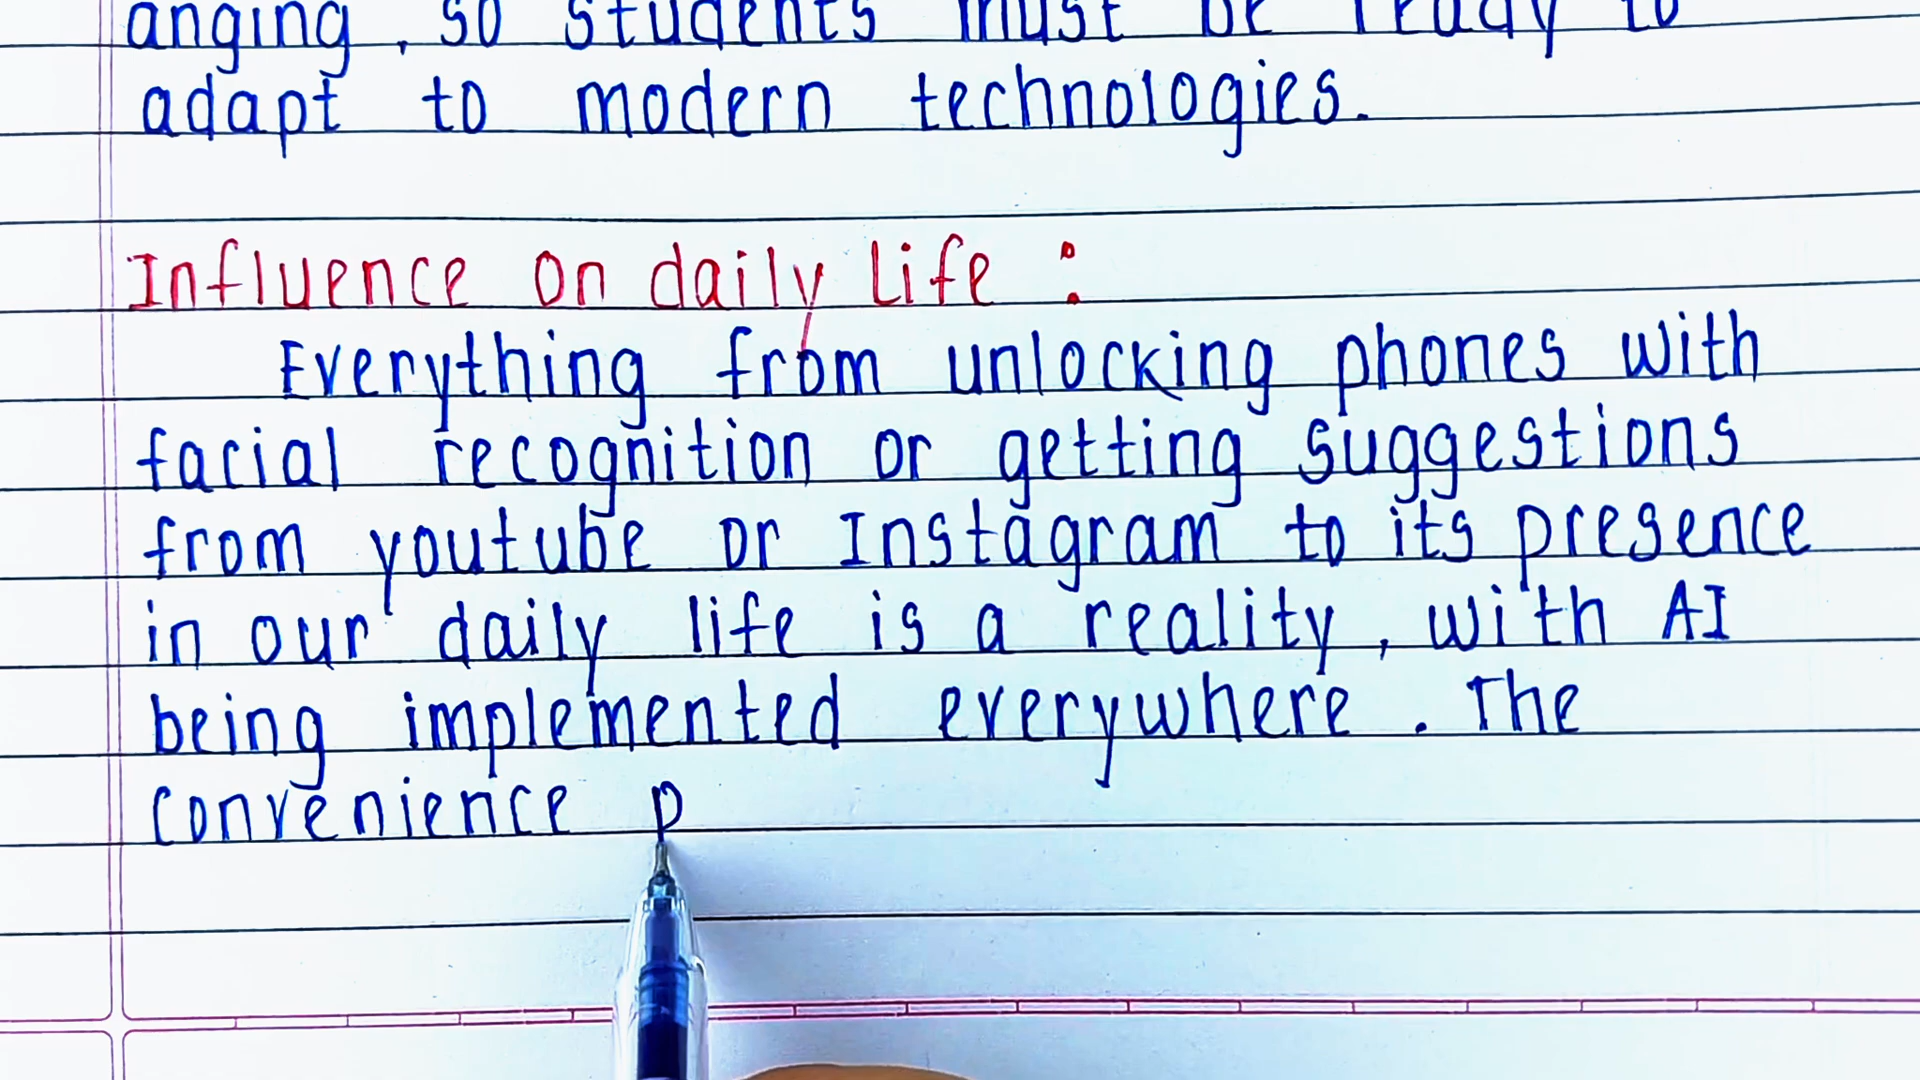 anging, so students must be ready to
adapt to modern technologies.
Influence on daily life :
Everything from unlocking phones with
facial recognition or getting suggestions
from youtube or Instagram to its presence
in our daily life is a reality, with AI
being implemented everywhere. The
convenience p